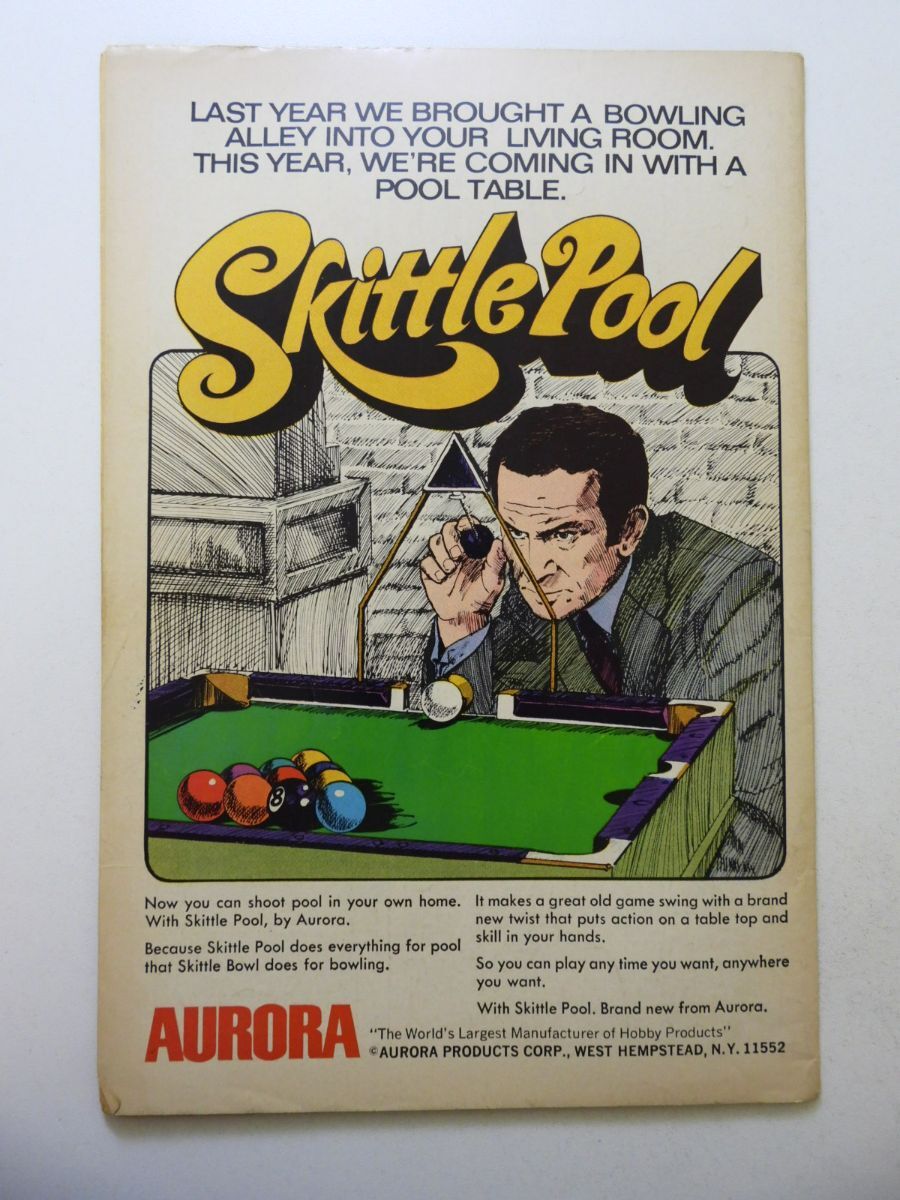 LAST YEAR WE BROUGHT A BOWLING
ALLEY INTO YOUR LIVING ROOM.
THIS YEAR, WE'RE COMING IN WITH A
POOL TABLE.
Skittle Pool
8
Now you can shoot pool in your own home.
With Skittle Pool, by Aurora.
Because Skittle Pool does everything for pool
that Skittle Bowl does for bowling.
It makes a great old game swing with a brand
new twist that puts action on a table top and
skill in your hands.
So you can play any time you want, anywhere
you want.
With Skittle Pool. Brand new from Aurora.
AURORA
"The World's Largest Manufacturer of Hobby Products"
©AURORA PRODUCTS CORP., WEST HEMPSTEAD, N.Y. 11552